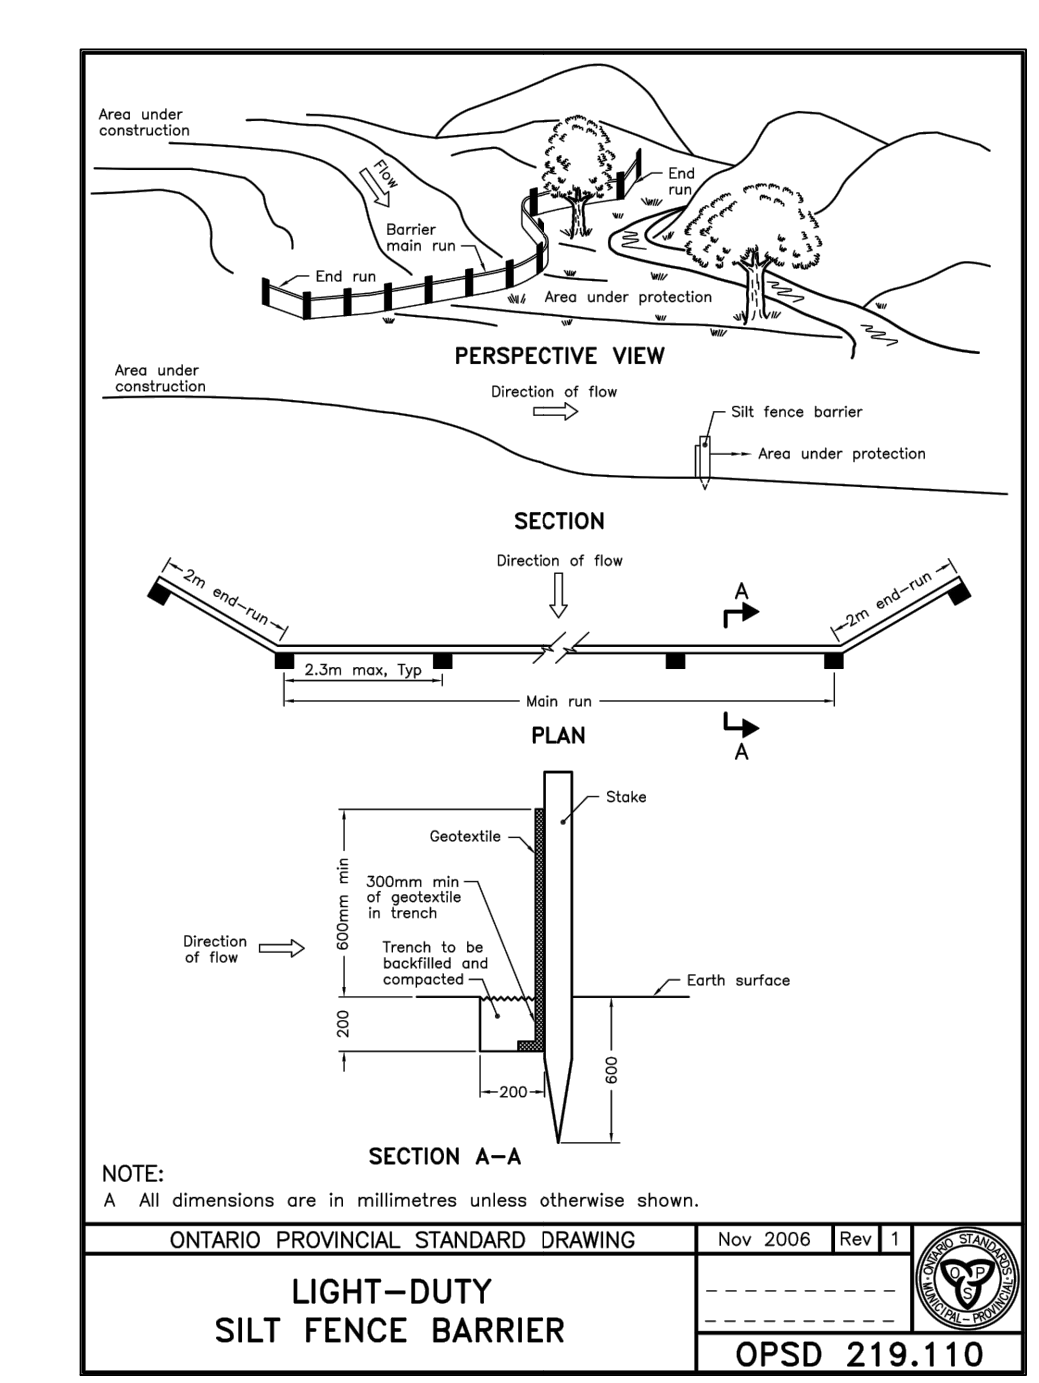 Area under
construction
Flow
End
run
Barrier
main run
End run
Area under protection
PERSPECTIVE VIEW
Area under
construction
Direction of flow
Silt fence barrier
Area under protection
SECTION
Direction of flow
2m end-run
A
2m end-run
2.3m max, Typ
Main run
PLAN
A
Stake
Geotextile
600mm min
300mm min
of geotextile
in trench
Direction
of flow
Trench to be
backfilled and
compacted
Earth surface
200
600
200
SECTION A-A
NOTE:
A All dimensions are in millimetres unless otherwise shown.
ONTARIO PROVINCIAL STANDARD DRAWING
Nov 2006
Rev
1
LIGHT-DUTY
SILT FENCE BARRIER
ONTARIO STANDARDS
MUNICIPAL-PROVINCIAL
O P
S
OPSD 219.110